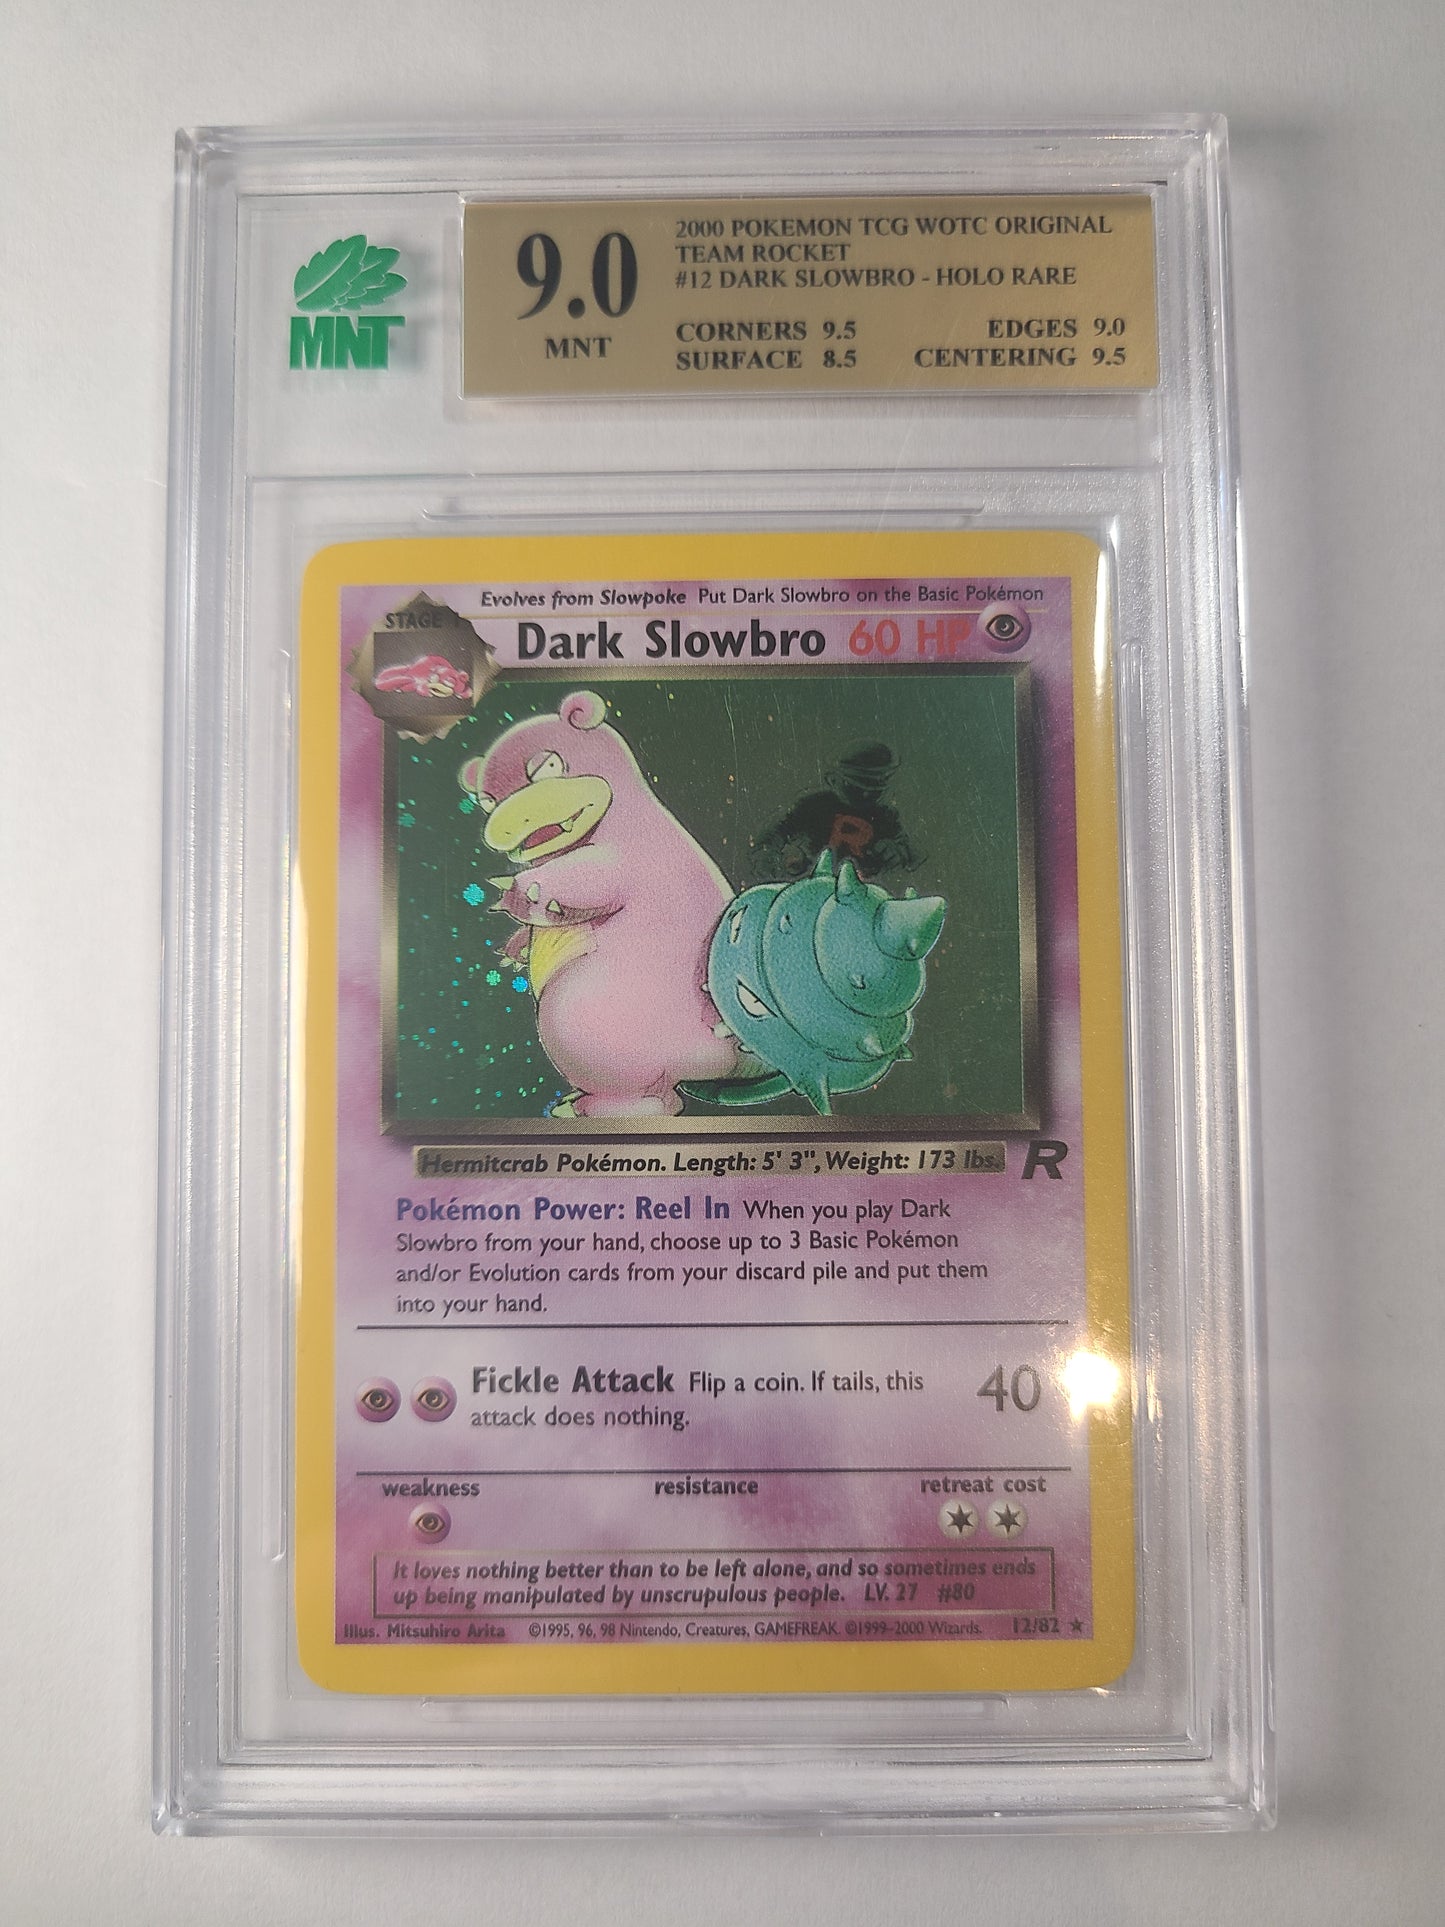 MNT
9.0
MNT
2000 POKEMON TCG WOTC ORIGINAL
TEAM ROCKET
#12 DARK SLOWBRO - HOLO RARE
CORNERS 9.5 EDGES 9.0
SURFACE 8.5 CENTERING 9.5
Evolves from Slowpoke Put Dark Slowbro on the Basic Pokémon
STAGE 1
Dark Slowbro 60 HP
R
Hermitcrab Pokémon. Length: 5' 3", Weight: 173 lbs.
R
Pokémon Power: Reel In When you play Dark
Slowbro from your hand, choose up to 3 Basic Pokémon
and/or Evolution cards from your discard pile and put them
into your hand.
Fickle Attack Flip a coin. If tails, this
attack does nothing.
40
weakness resistance retreat cost
It loves nothing better than to be left alone, and so sometimes ends
up being manipulated by unscrupulous people. LV. 27 #80
Illus. Mitsuhiro Arita ©1995, 96, 98 Nintendo, Creatures, GAMEFREAK. ©1999-2000 Wizards. 12/82 ★